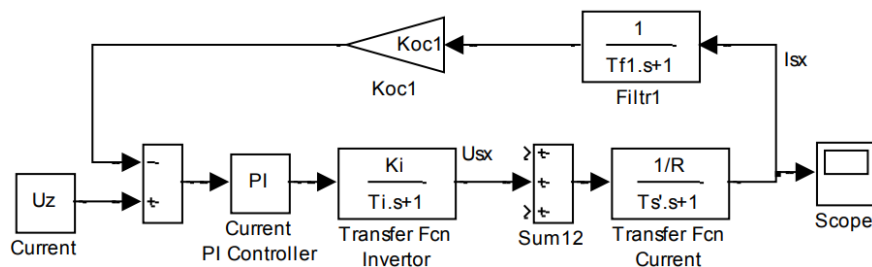 1
Tf1.s+1
Filtr1
Koc1
Koc1
Isx
-
+
Uz
Current
PI
Current
PI Controller
Ki
Ti.s+1
Transfer Fcn
Invertor
Usx
+
+
+
Sum12
1/R
Ts'.s+1
Transfer Fcn
Current
Scope